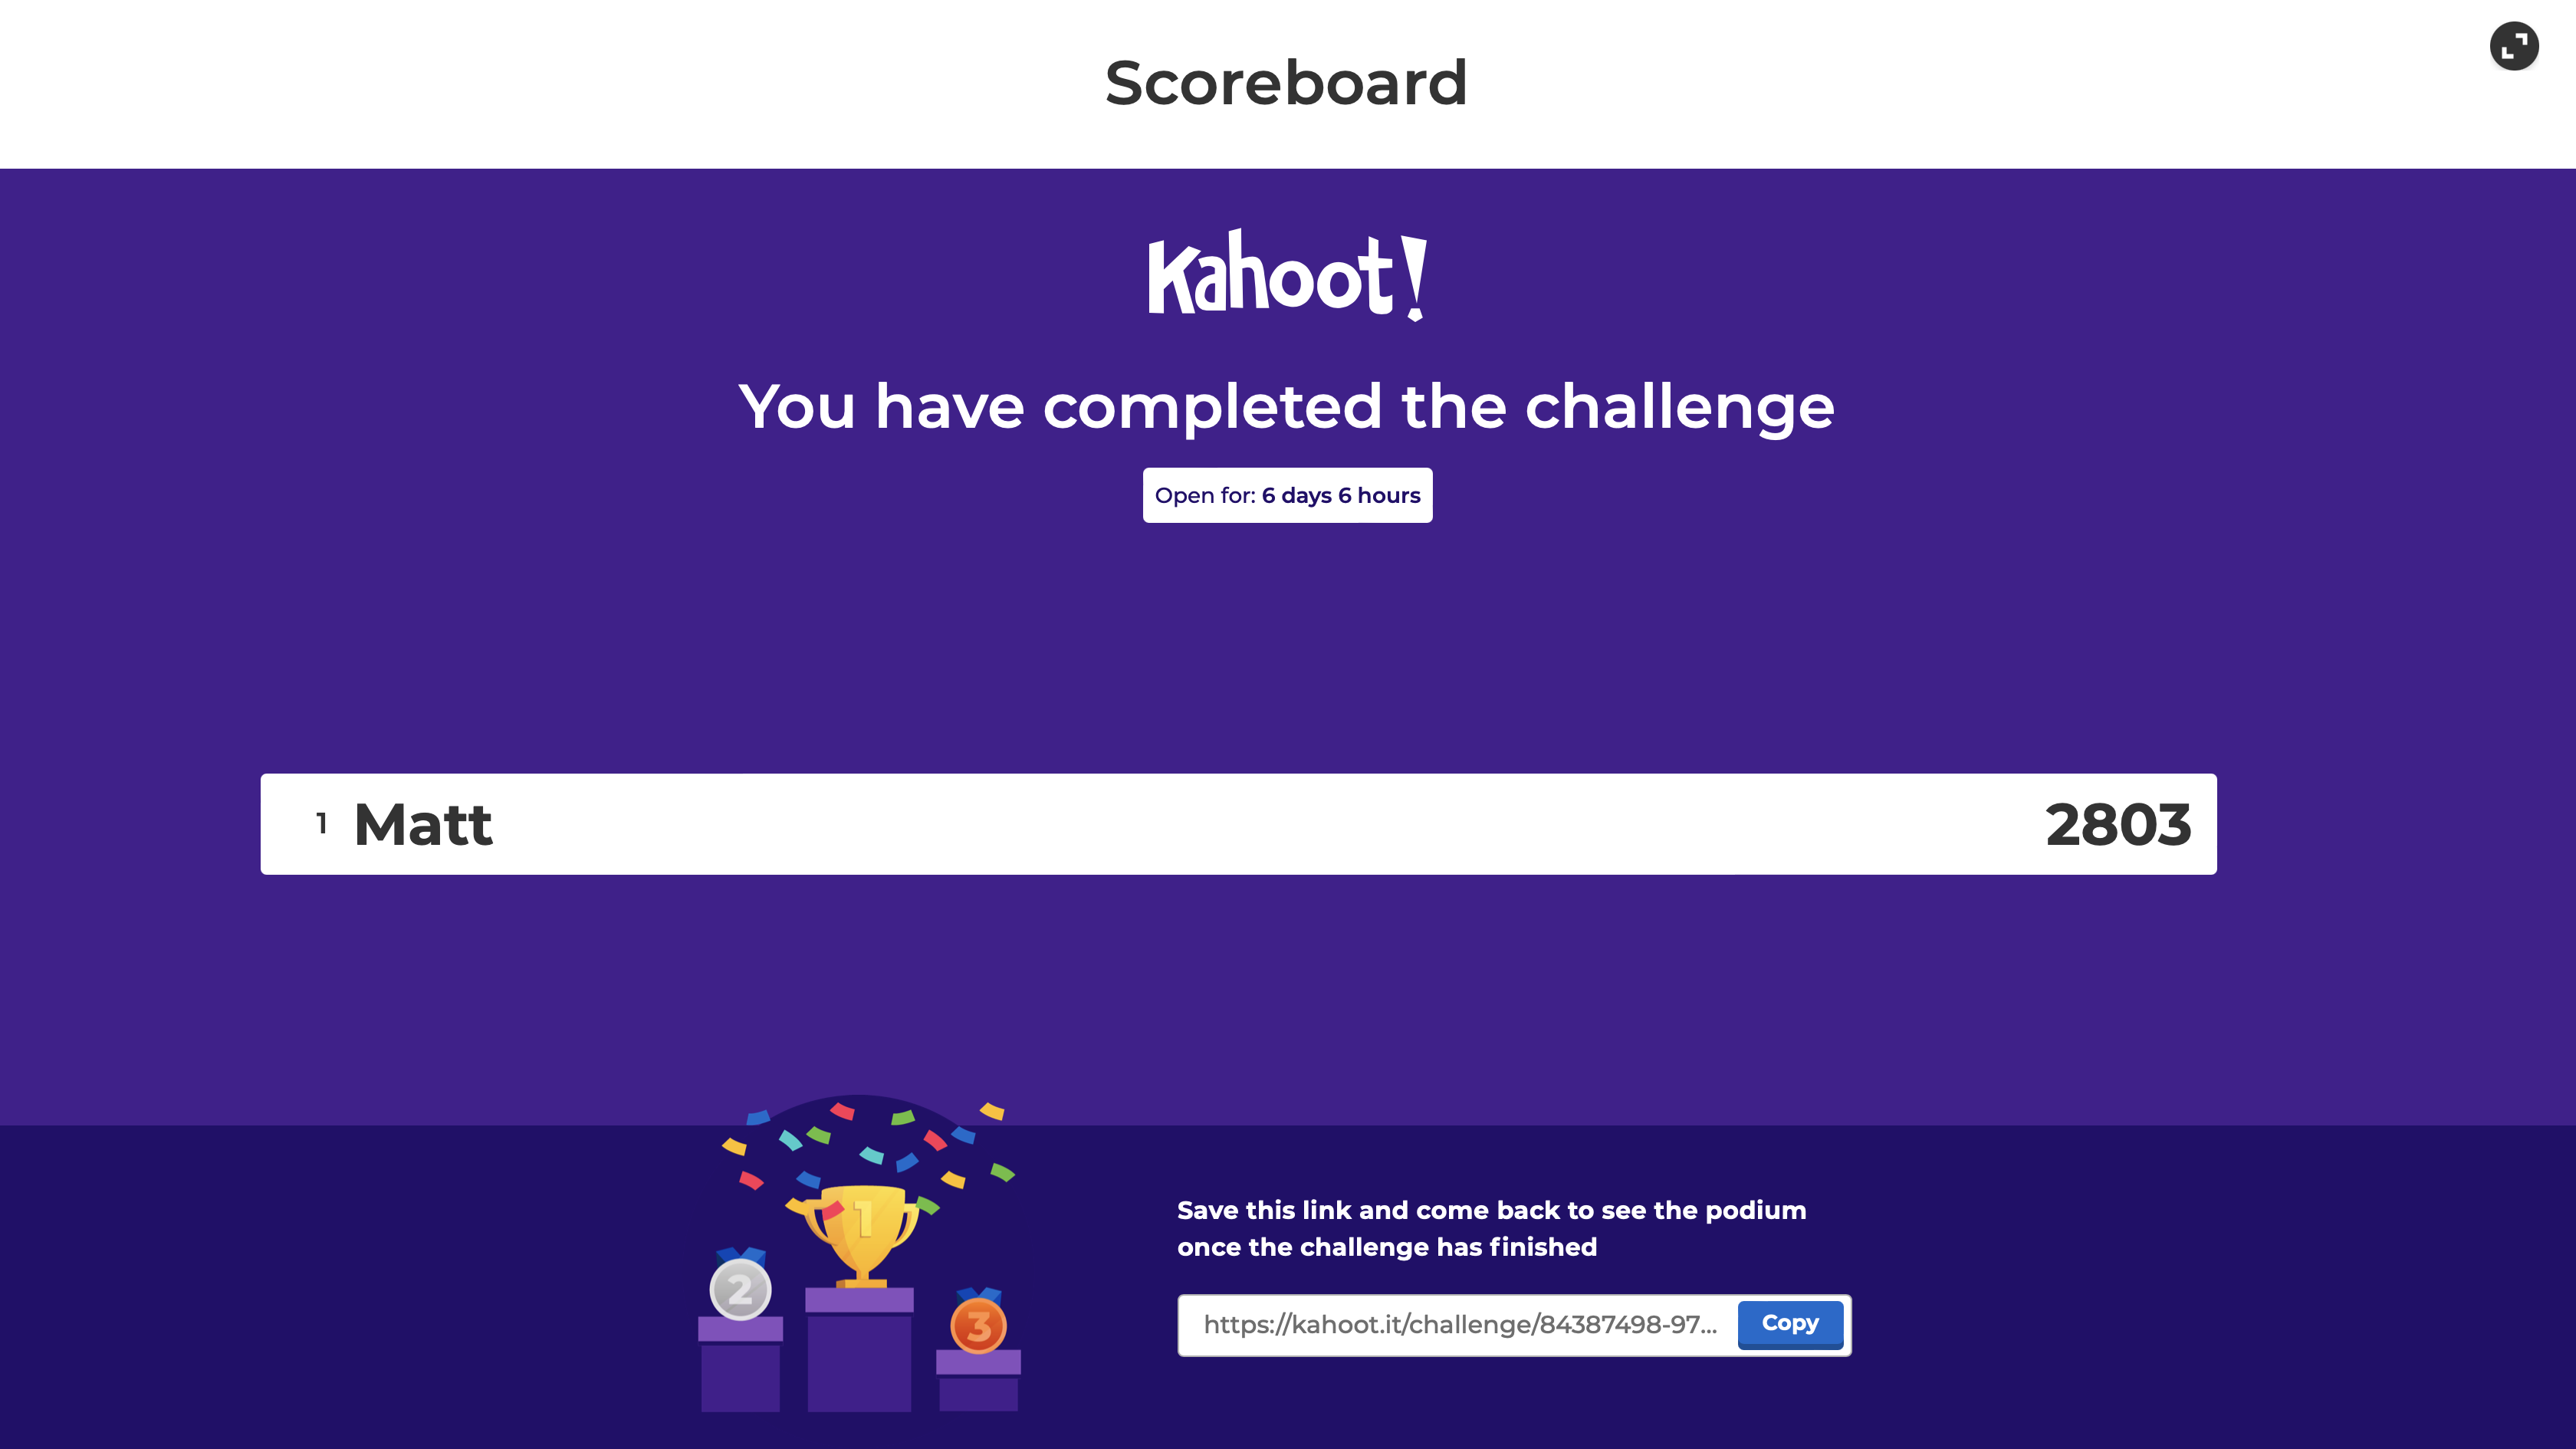 Scoreboard
Kahoot!
You have completed the challenge
Open for: 6 days 6 hours
1 Matt 2803
1
2
3
Save this link and come back to see the podium
once the challenge has finished
https://kahoot.it/challenge/84387498-97... Copy